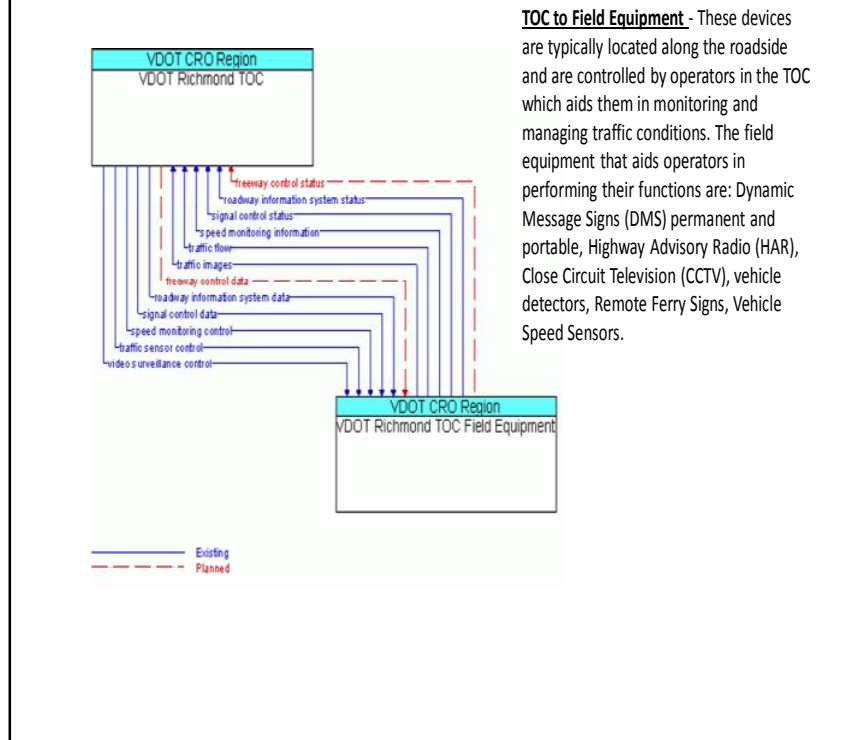 TOC to Field Equipment - These devices
are typically located along the roadside
and are controlled by operators in the TOC
which aids them in monitoring and
managing traffic conditions. The field
equipment that aids operators in
performing their functions are: Dynamic
Message Signs (DMS) permanent and
portable, Highway Advisory Radio (HAR),
Close Circuit Television (CCTV), vehicle
detectors, Remote Ferry Signs, Vehicle
Speed Sensors.
VDOT CRO Region
VDOT Richmond TOC
freeway control status
roadway information system status
signal control status
speed monitoring information
traffic flow
traffic images
freeway control data
roadway information system data
signal control data
speed monitoring control
traffic sensor control
video surveillance control
VDOT CRO Region
VDOT Richmond TOC Field Equipment
Existing
Planned